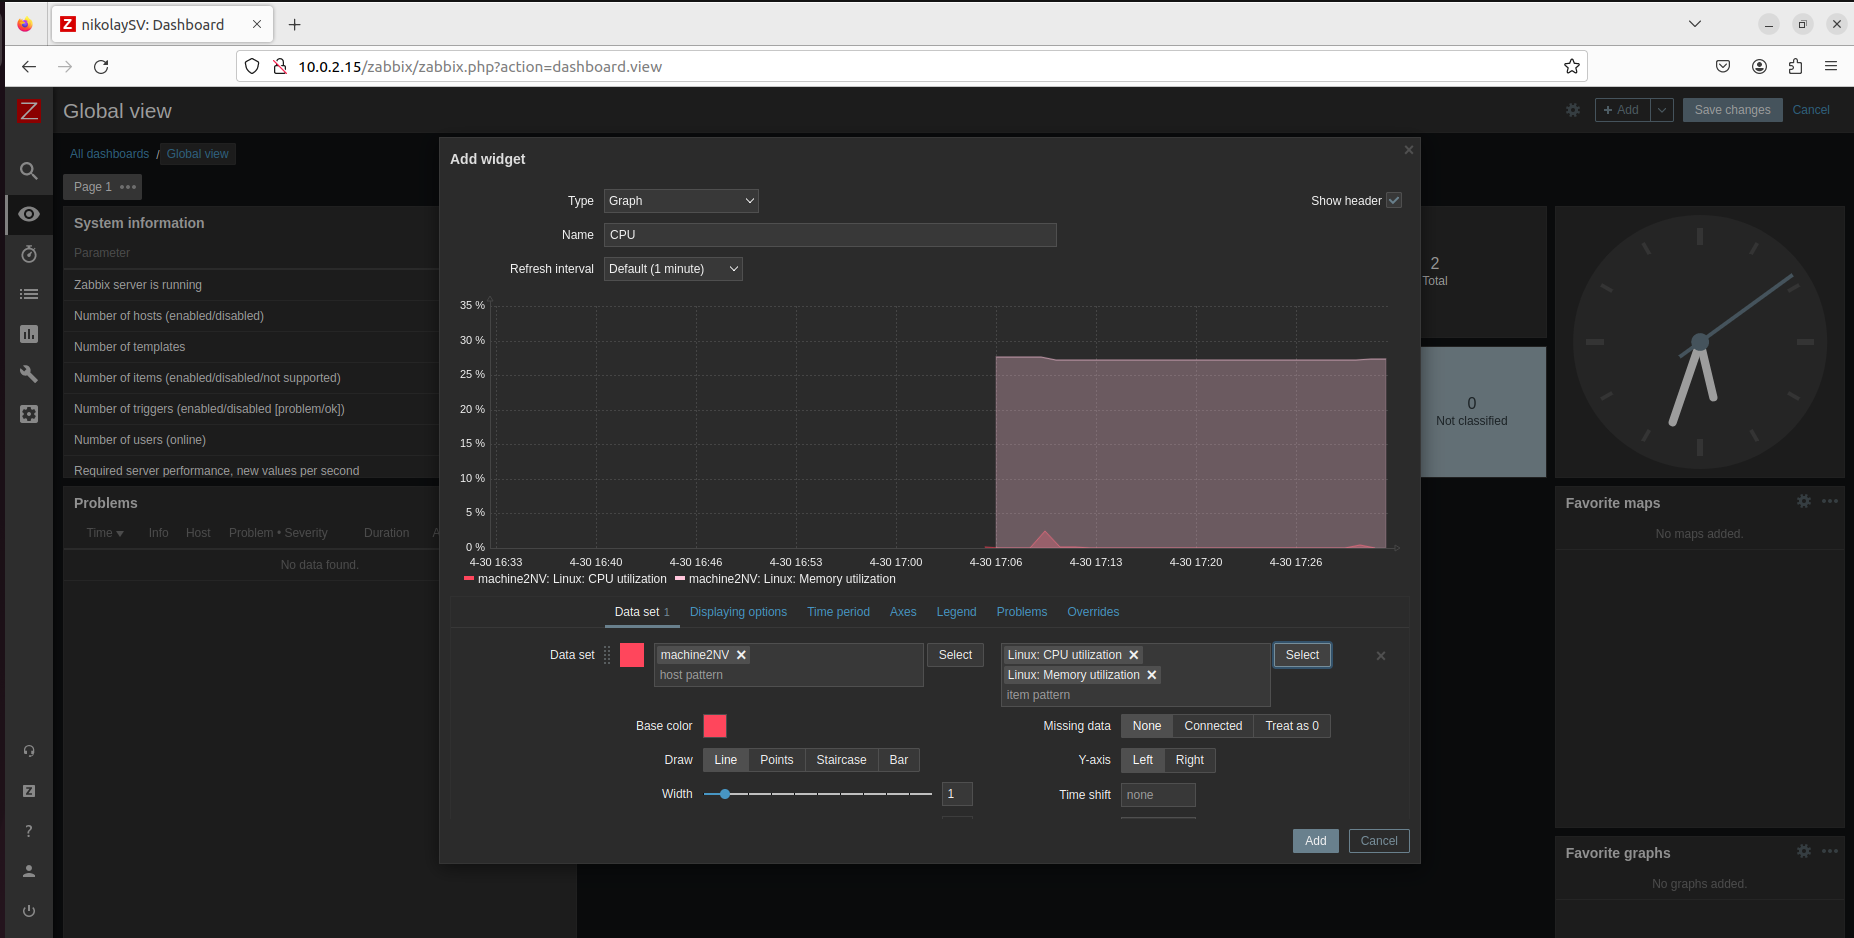 nikolaySV: Dashboard
10.0.2.15/zabbix/zabbix.php?action=dashboard.view
Z
Global view
+ Add
Save changes
Cancel
All dashboards / Global view
Page 1
System information
Parameter
Zabbix server is running
Number of hosts (enabled/disabled)
Number of templates
Number of items (enabled/disabled/not supported)
Number of triggers (enabled/disabled [problem/ok])
Number of users (online)
Required server performance, new values per second
Problems
Time Info Host Problem • Severity Duration A
No data found.
Add widget
Type Graph Show header
Name CPU
Refresh interval Default (1 minute)
35 %
30 %
25 %
20 %
15 %
10 %
5 %
0 %
4-30 16:33 4-30 16:40 4-30 16:46 4-30 16:53 4-30 17:00 4-30 17:06 4-30 17:13 4-30 17:20 4-30 17:26
machine2NV: Linux: CPU utilization machine2NV: Linux: Memory utilization
Data set 1 Displaying options Time period Axes Legend Problems Overrides
Data set machine2NV Select Linux: CPU utilization Select
host pattern Linux: Memory utilization
item pattern
Base color Missing data None Connected Treat as 0
Draw Line Points Staircase Bar Y-axis Left Right
Width 1 Time shift none
Add Cancel
2
Total
0
Not classified
Favorite maps
No maps added.
Favorite graphs
No graphs added.